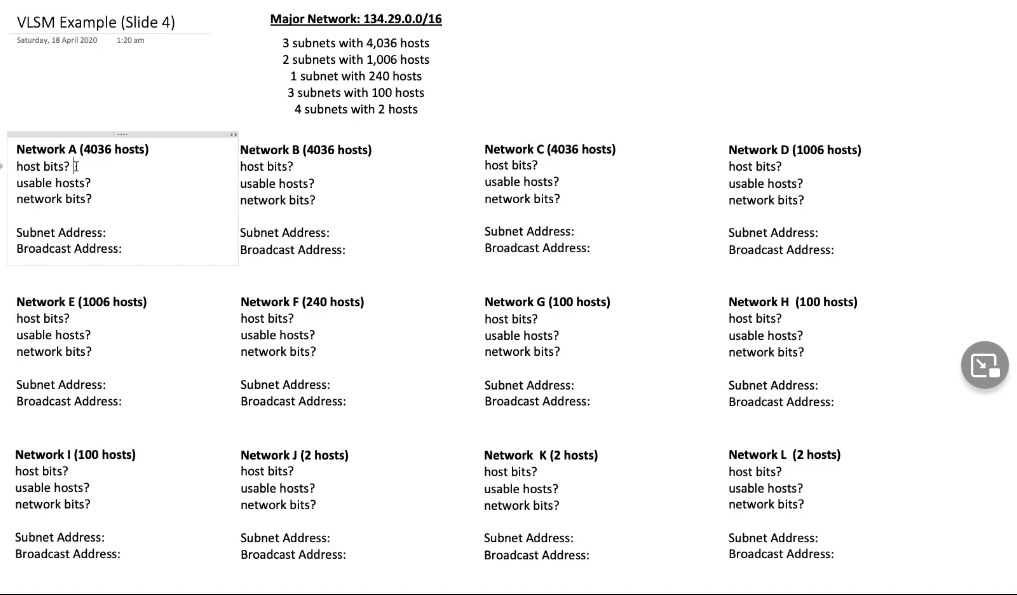 VLSM Example (Slide 4)
Saturday, 18 April 2020 1:20 am
Major Network: 134.29.0.0/16
3 subnets with 4,036 hosts
2 subnets with 1,006 hosts
1 subnet with 240 hosts
3 subnets with 100 hosts
4 subnets with 2 hosts
Network A (4036 hosts)
host bits?
usable hosts?
network bits?
Subnet Address:
Broadcast Address:
Network B (4036 hosts)
host bits?
usable hosts?
network bits?
Subnet Address:
Broadcast Address:
Network C (4036 hosts)
host bits?
usable hosts?
network bits?
Subnet Address:
Broadcast Address:
Network D (1006 hosts)
host bits?
usable hosts?
network bits?
Subnet Address:
Broadcast Address:
Network E (1006 hosts)
host bits?
usable hosts?
network bits?
Subnet Address:
Broadcast Address:
Network F (240 hosts)
host bits?
usable hosts?
network bits?
Subnet Address:
Broadcast Address:
Network G (100 hosts)
host bits?
usable hosts?
network bits?
Subnet Address:
Broadcast Address:
Network H (100 hosts)
host bits?
usable hosts?
network bits?
Subnet Address:
Broadcast Address:
Network I (100 hosts)
host bits?
usable hosts?
network bits?
Subnet Address:
Broadcast Address:
Network J (2 hosts)
host bits?
usable hosts?
network bits?
Subnet Address:
Broadcast Address:
Network K (2 hosts)
host bits?
usable hosts?
network bits?
Subnet Address:
Broadcast Address:
Network L (2 hosts)
host bits?
usable hosts?
network bits?
Subnet Address:
Broadcast Address: